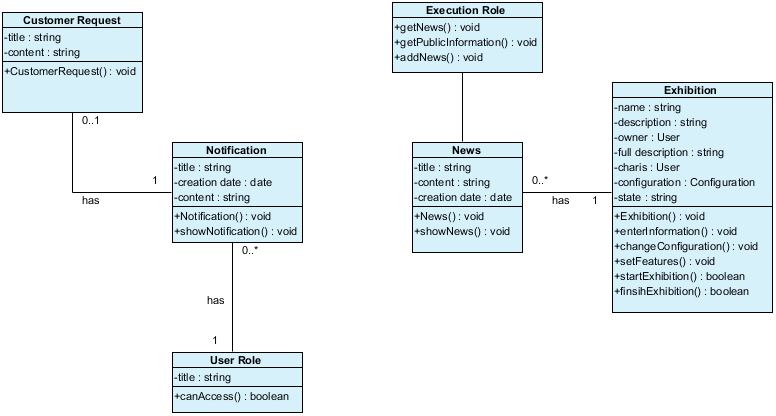 Customer Request
-title : string
-content : string
+CustomerRequest() : void
0..1
1
has
Notification
-title : string
-creation date : date
-content : string
+Notification() : void
+showNotification() : void
0..*
has
1
User Role
-title : string
+canAccess() : boolean
Execution Role
+getNews() : void
+getPublicInformation() : void
+addNews() : void
News
-title : string
-content : string
-creation date : date
+News() : void
+showNews() : void
0..*
has
1
Exhibition
-name : string
-description : string
-owner : User
-full description : string
-charis : User
-configuration : Configuration
-state : string
+Exhibition() : void
+enterInformation() : void
+changeConfiguration() : void
+setFeatures() : void
+startExhibition() : boolean
+finsihExhibition() : boolean